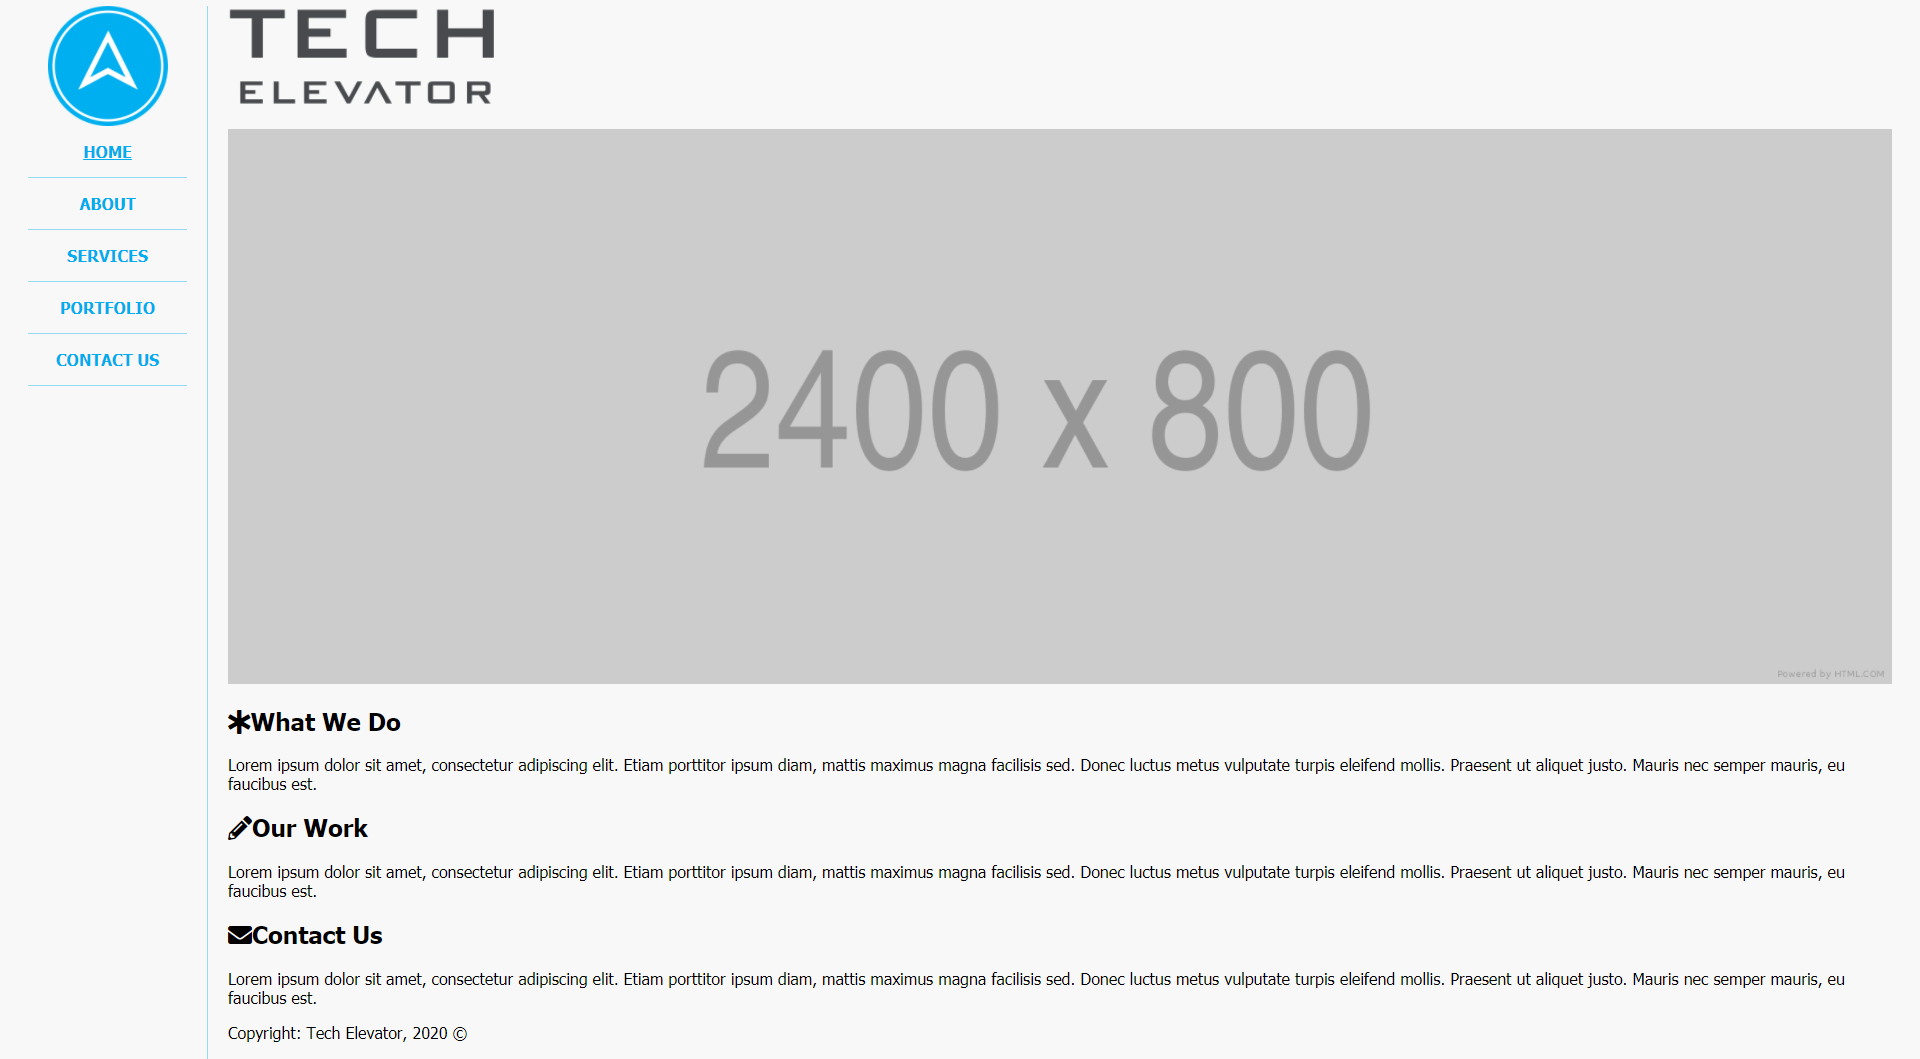 TECH
ELEVATOR
HOME
ABOUT
SERVICES
PORTFOLIO
CONTACT US
2400 x 800
Powered by HTML.COM
What We Do
Lorem ipsum dolor sit amet, consectetur adipiscing elit. Etiam porttitor ipsum diam, mattis maximus magna facilisis sed. Donec luctus metus vulputate turpis eleifend mollis. Praesent ut aliquet justo. Mauris nec semper mauris, eu
faucibus est.
Our Work
Lorem ipsum dolor sit amet, consectetur adipiscing elit. Etiam porttitor ipsum diam, mattis maximus magna facilisis sed. Donec luctus metus vulputate turpis eleifend mollis. Praesent ut aliquet justo. Mauris nec semper mauris, eu
faucibus est.
Contact Us
Lorem ipsum dolor sit amet, consectetur adipiscing elit. Etiam porttitor ipsum diam, mattis maximus magna facilisis sed. Donec luctus metus vulputate turpis eleifend mollis. Praesent ut aliquet justo. Mauris nec semper mauris, eu
faucibus est.
Copyright: Tech Elevator, 2020 ©